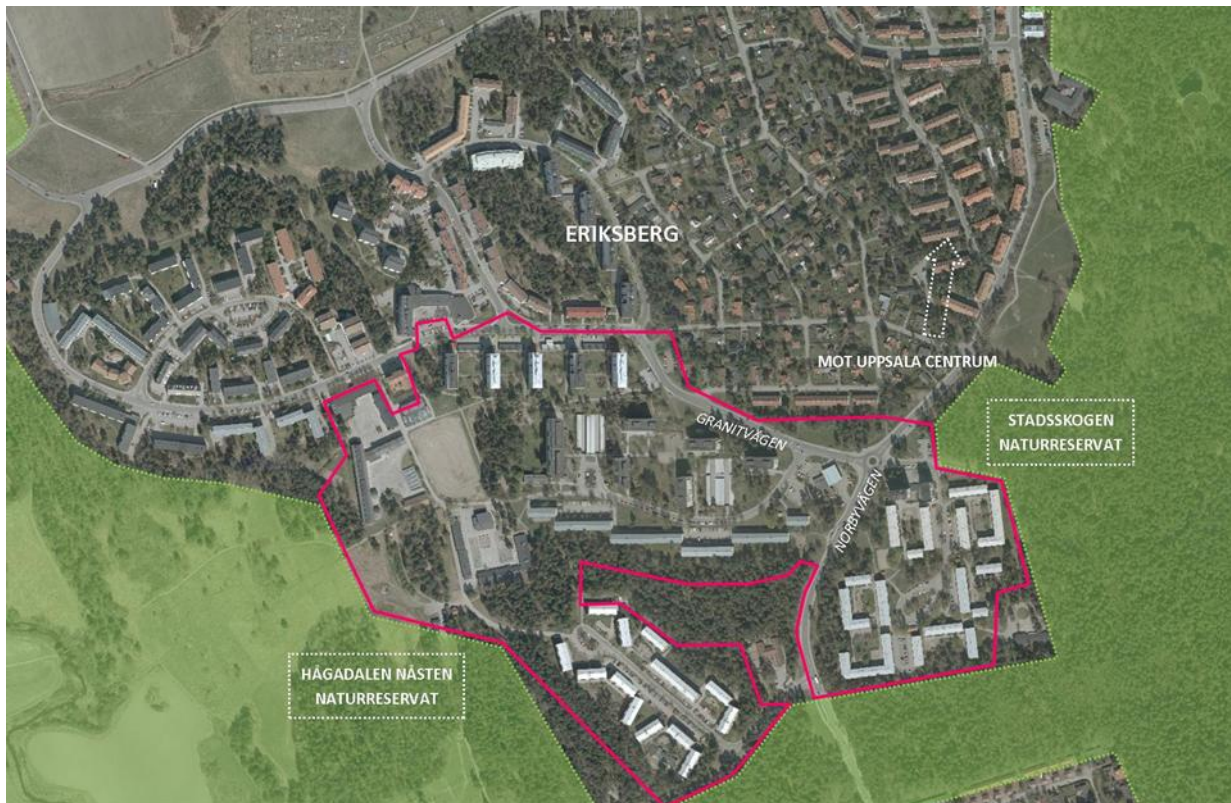 ERIKSBERG
MOT UPPSALA CENTRUM
STADSSKOGEN
NATURRESERVAT
GRANITVÄGEN
NORBYVÄGEN
HÅGADALEN NÅSTEN
NATURRESERVAT